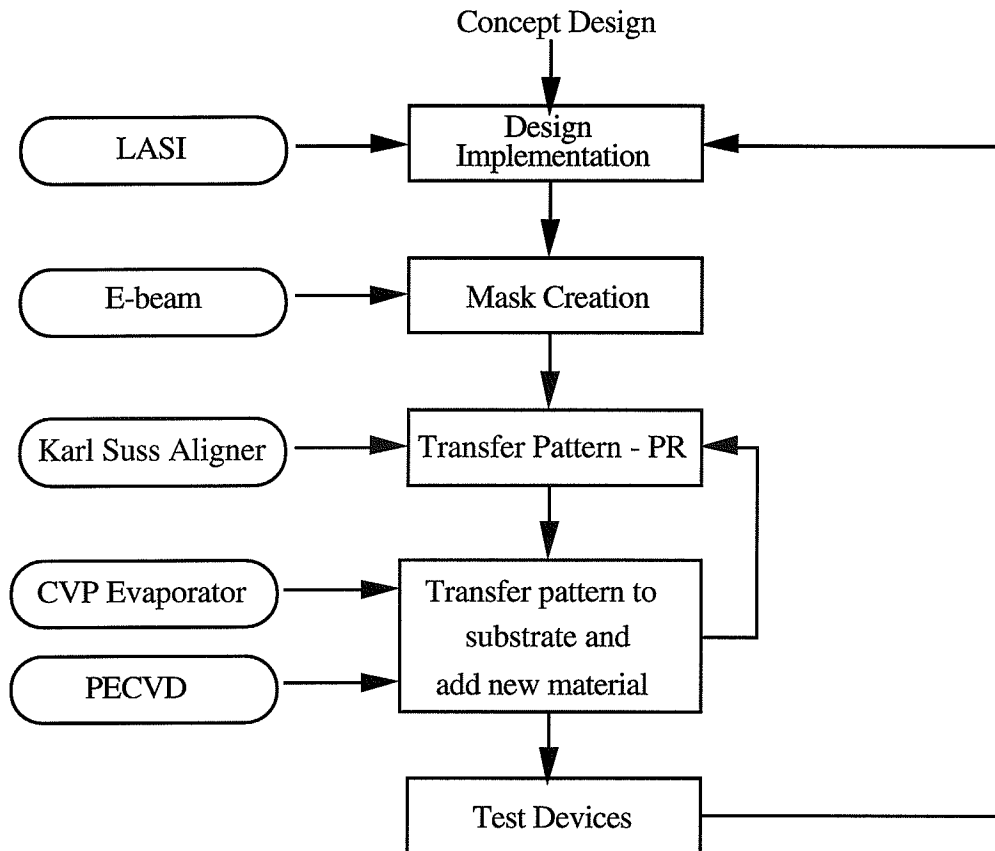 Concept Design
LASI
Design
Implementation
E-beam
Mask Creation
Karl Suss Aligner
Transfer Pattern - PR
CVP Evaporator
PECVD
Transfer pattern to
substrate and
add new material
Test Devices